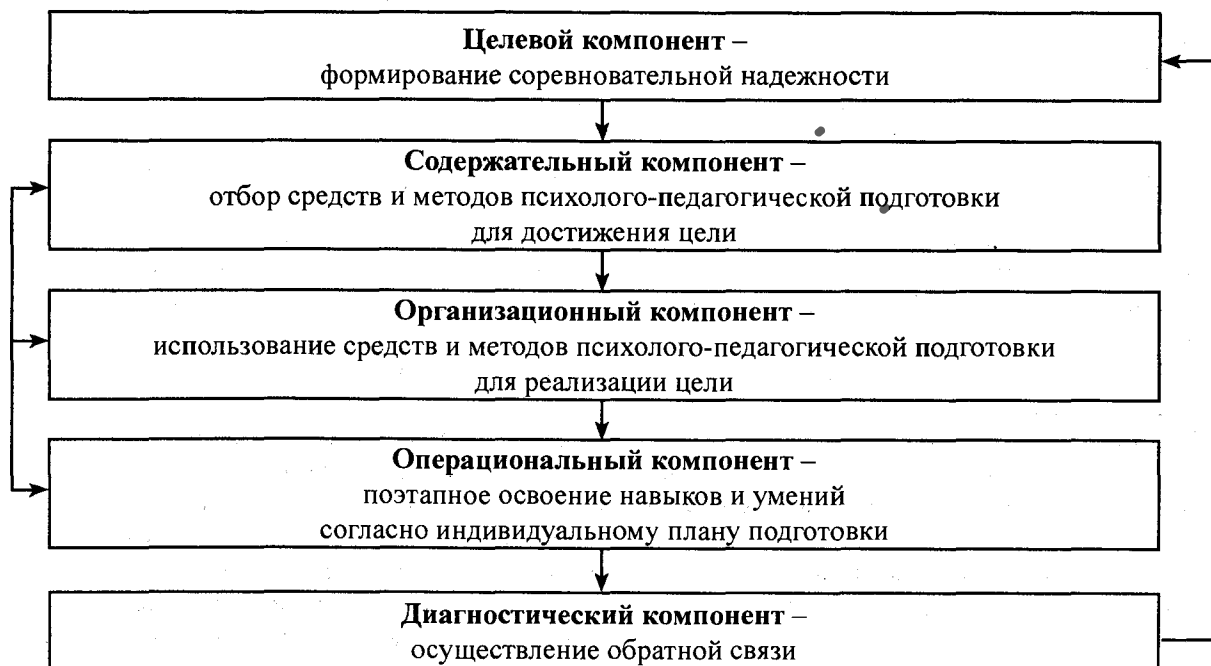 Целевой компонент –
формирование соревновательной надежности
Содержательный компонент –
отбор средств и методов психолого-педагогической подготовки
для достижения цели
Организационный компонент –
использование средств и методов психолого-педагогической подготовки
для реализации цели
Операциональный компонент –
поэтапное освоение навыков и умений
согласно индивидуальному плану подготовки
Диагностический компонент –
осуществление обратной связи